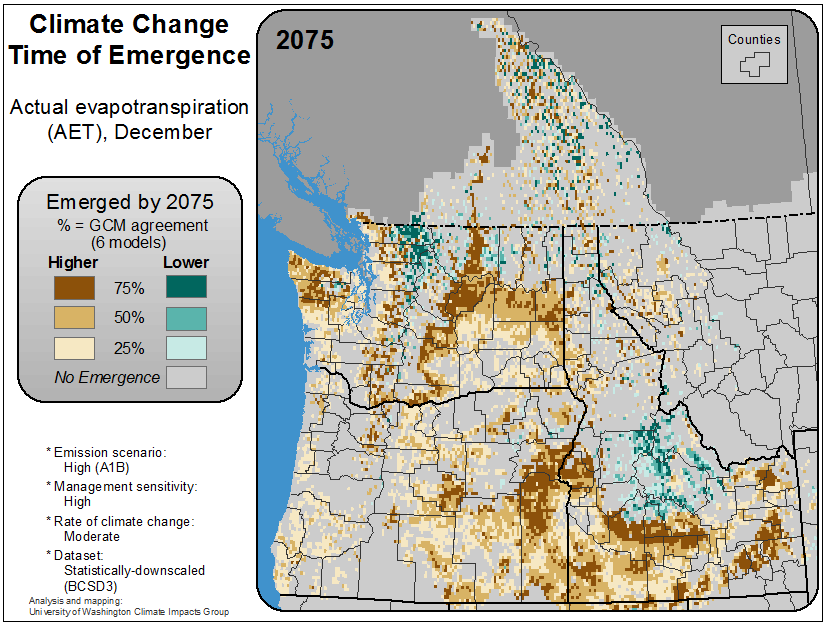 Climate Change
Time of Emergence
Actual evapotranspiration
(AET), December
Emerged by 2075
% = GCM agreement
(6 models)
Higher Lower
75%
50%
25%
No Emergence
* Emission scenario:
High (A1B)
* Management sensitivity:
High
* Rate of climate change:
Moderate
* Dataset:
Statistically-downscaled
(BCSD3)
Analysis and mapping:
University of Washington Climate Impacts Group
2075
Counties